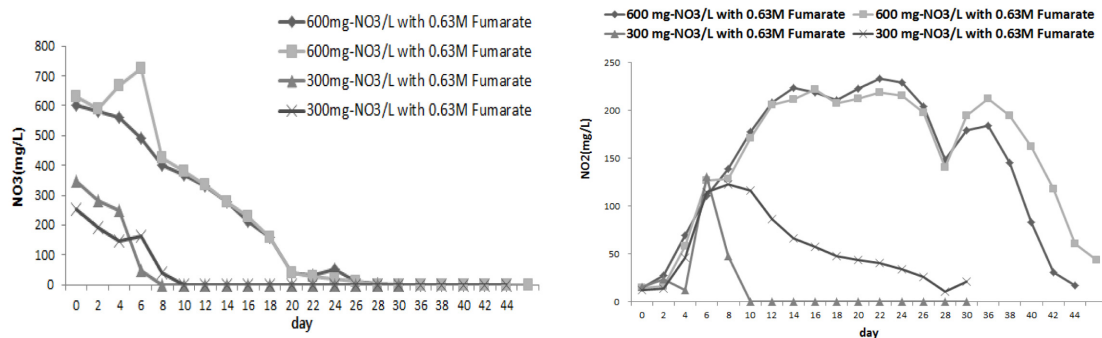 600mg-NO3/L with 0.63M Fumarate
600mg-NO3/L with 0.63M Fumarate
300mg-NO3/L with 0.63M Fumarate
300mg-NO3/L with 0.63M Fumarate
NO3(mg/L)
800
700
600
500
400
300
200
100
0
0 2 4 6 8 10 12 14 16 18 20 22 24 26 28 30 36 38 40 42 44
day
600 mg-NO3/L with 0.63M Fumarate 600 mg-NO3/L with 0.63M Fumarate
300 mg-NO3/L with 0.63M Fumarate 300 mg-NO3/L with 0.63M Fumarate
NO2(mg/L)
250
200
150
100
50
0
0 2 4 6 8 10 12 14 16 18 20 22 24 26 28 30 36 38 40 42 44
day